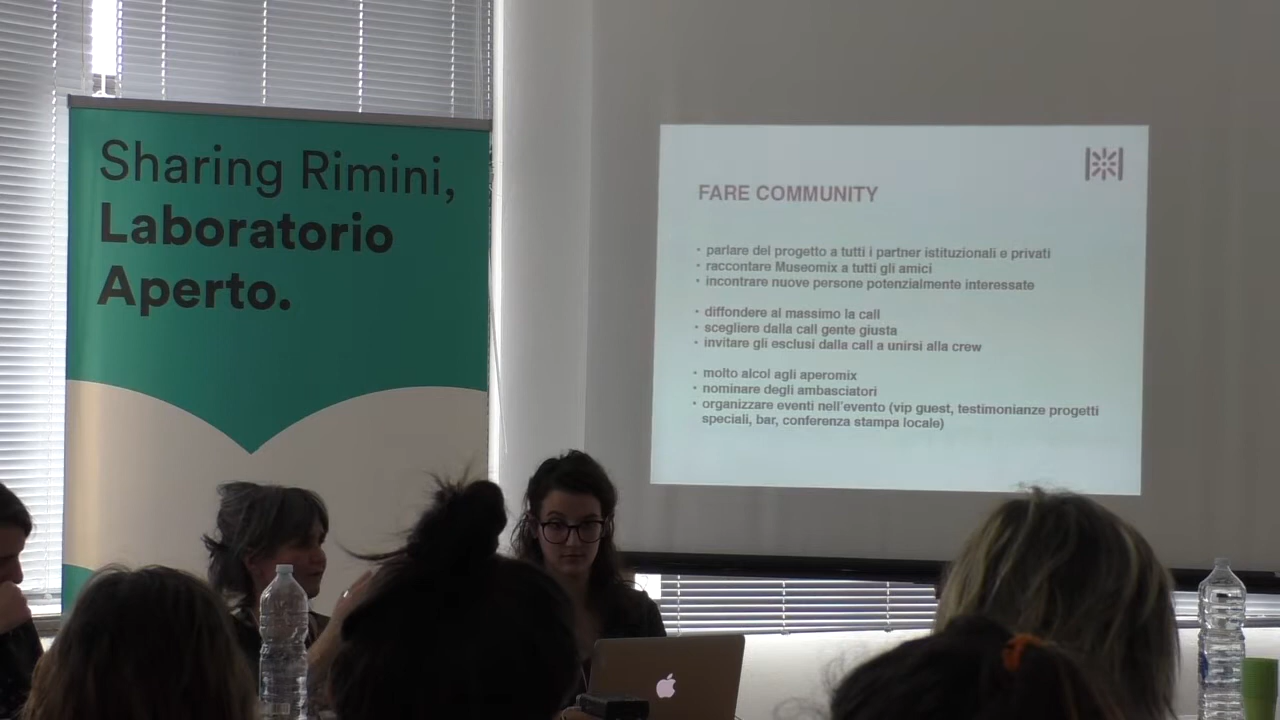 Sharing Rimini,
Laboratorio
Aperto.
FARE COMMUNITY
• parlare del progetto a tutti i partner istituzionali e privati
• raccontare Museomix a tutti gli amici
• incontrare nuove persone potenzialmente interessate
• diffondere al massimo la call
• scegliere dalla call gente giusta
• invitare gli esclusi dalla call a unirsi alla crew
• molto alcol agli aperomix
• nominare degli ambasciatori
• organizzare eventi nell'evento (vip guest, testimonianze progetti
speciali, bar, conferenza stampa locale)